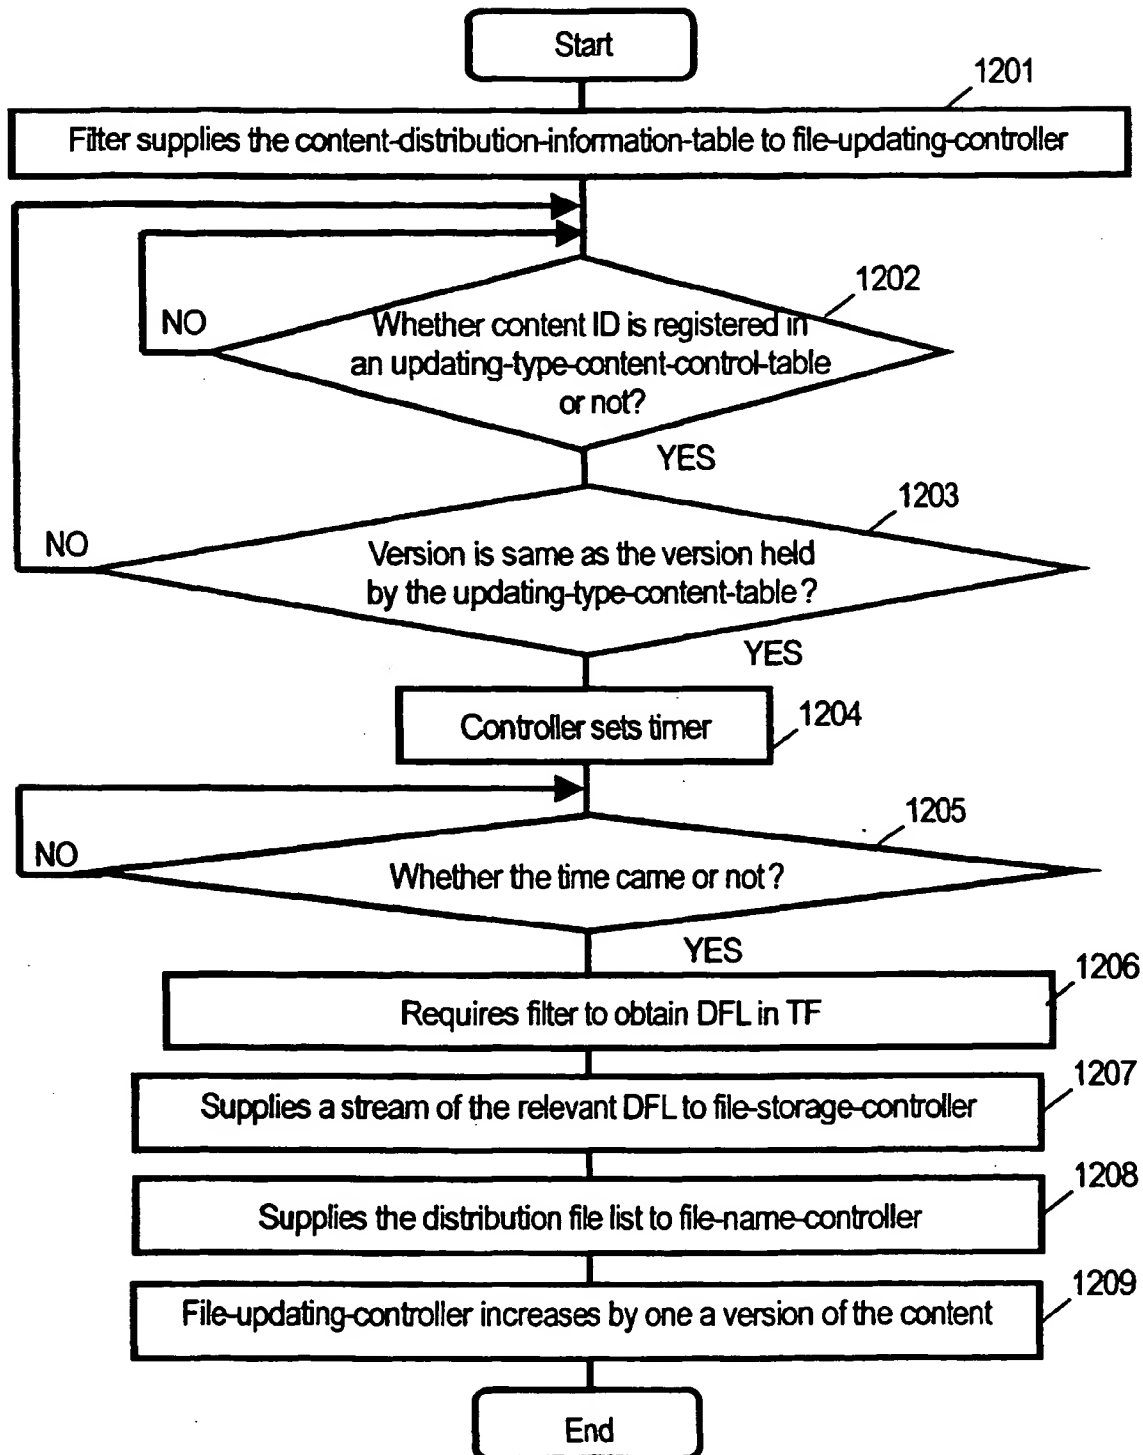 Start
1201
Filter supplies the content-distribution-information-table to file-updating-controller
1202
NO
Whether content ID is registered in
an updating-type-content-control-table
or not?
YES
1203
NO
Version is same as the version held
by the updating-type-content-table?
YES
1204
Controller sets timer
1205
NO
Whether the time came or not?
YES
1206
Requires filter to obtain DFL in TF
1207
Supplies a stream of the relevant DFL to file-storage-controller
1208
Supplies the distribution file list to file-name-controller
1209
File-updating-controller increases by one a version of the content
End